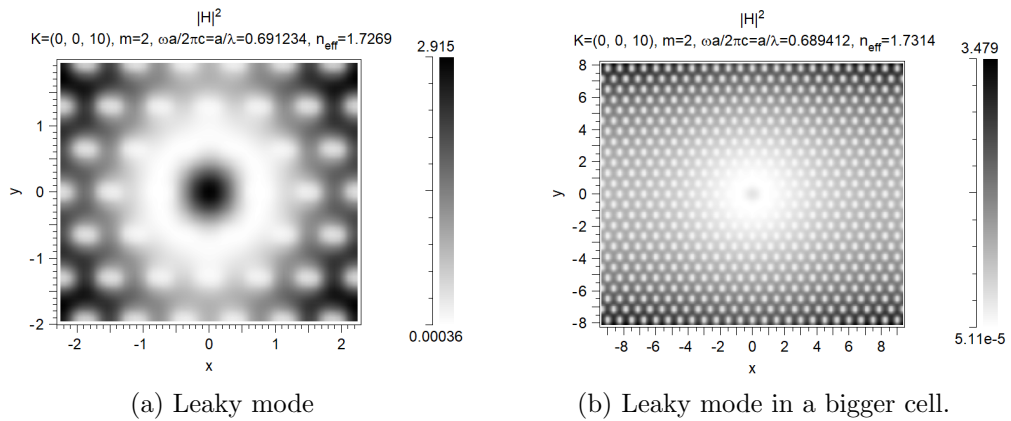 |H|²
K=(0, 0, 10), m=2, ωa/2πc=a/λ=0.691234, n_eff=1.7269
2.915
1
0
-1
-2
y
-2
-1
0
1
2
x
0.00036
(a) Leaky mode
|H|²
K=(0, 0, 10), m=2, ωa/2πc=a/λ=0.689412, n_eff=1.7314
3.479
8
6
4
2
0
-2
-4
-6
-8
y
-8
-6
-4
-2
0
2
4
6
8
x
5.11e-5
(b) Leaky mode in a bigger cell.